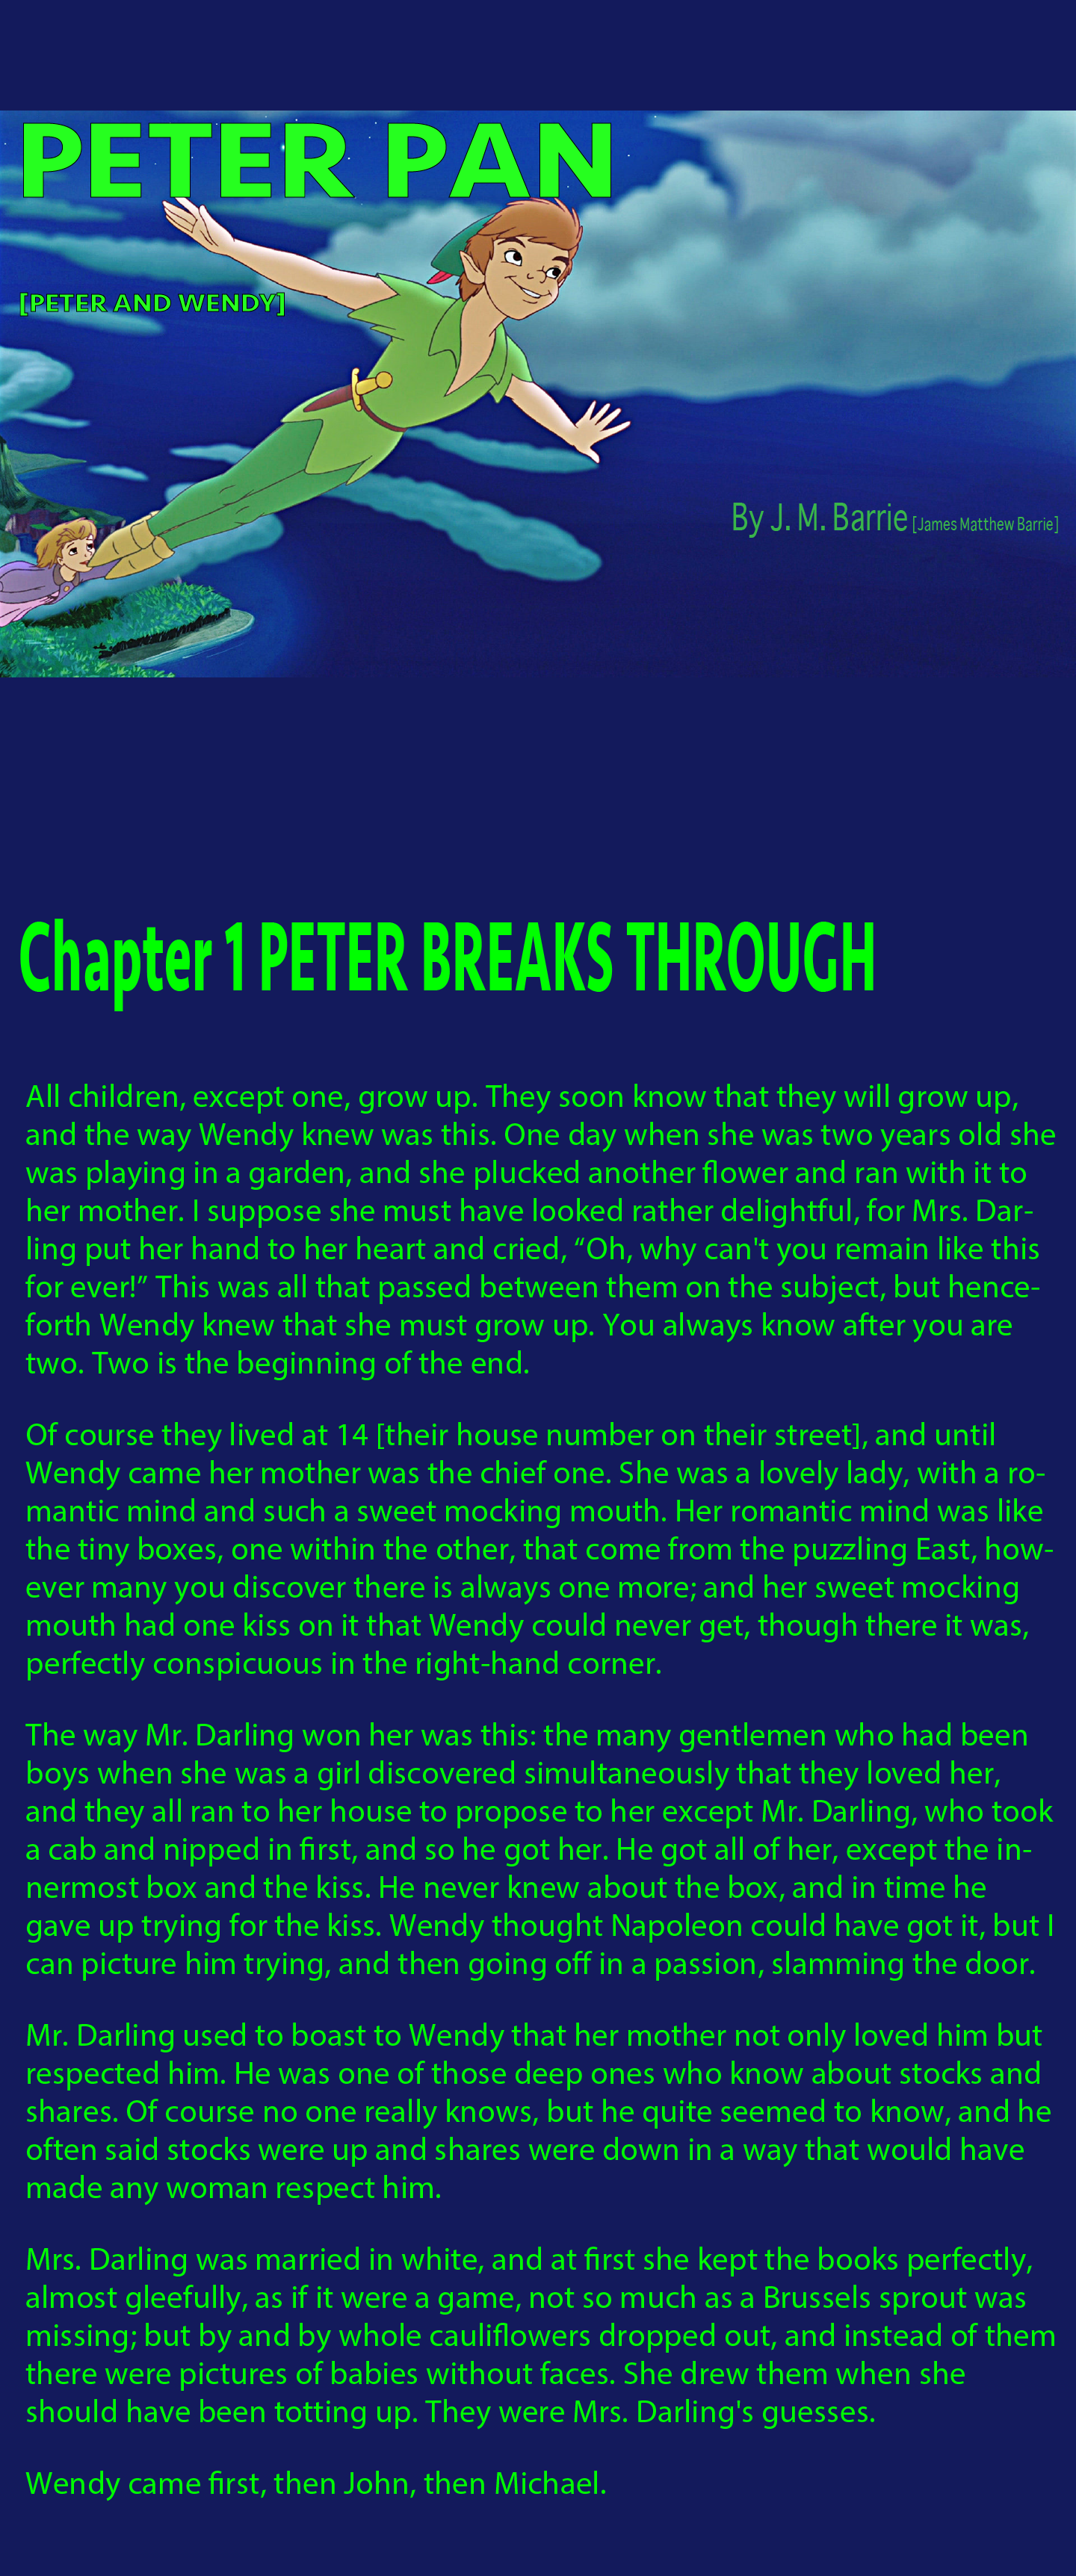 PETER PAN
[PETER AND WENDY]
By J. M. Barrie [James Matthew Barrie]
Chapter 1 PETER BREAKS THROUGH
All children, except one, grow up. They soon know that they will grow up,
and the way Wendy knew was this. One day when she was two years old she
was playing in a garden, and she plucked another flower and ran with it to
her mother. I suppose she must have looked rather delightful, for Mrs. Dar-
ling put her hand to her heart and cried, “Oh, why can't you remain like this
for ever!” This was all that passed between them on the subject, but hence-
forth Wendy knew that she must grow up. You always know after you are
two. Two is the beginning of the end.
Of course they lived at 14 [their house number on their street], and until
Wendy came her mother was the chief one. She was a lovely lady, with a ro-
mantic mind and such a sweet mocking mouth. Her romantic mind was like
the tiny boxes, one within the other, that come from the puzzling East, how-
ever many you discover there is always one more; and her sweet mocking
mouth had one kiss on it that Wendy could never get, though there it was,
perfectly conspicuous in the right-hand corner.
The way Mr. Darling won her was this: the many gentlemen who had been
boys when she was a girl discovered simultaneously that they loved her,
and they all ran to her house to propose to her except Mr. Darling, who took
a cab and nipped in first, and so he got her. He got all of her, except the in-
nermost box and the kiss. He never knew about the box, and in time he
gave up trying for the kiss. Wendy thought Napoleon could have got it, but I
can picture him trying, and then going off in a passion, slamming the door.
Mr. Darling used to boast to Wendy that her mother not only loved him but
respected him. He was one of those deep ones who know about stocks and
shares. Of course no one really knows, but he quite seemed to know, and he
often said stocks were up and shares were down in a way that would have
made any woman respect him.
Mrs. Darling was married in white, and at first she kept the books perfectly,
almost gleefully, as if it were a game, not so much as a Brussels sprout was
missing; but by and by whole cauliflowers dropped out, and instead of them
there were pictures of babies without faces. She drew them when she
should have been totting up. They were Mrs. Darling's guesses.
Wendy came first, then John, then Michael.